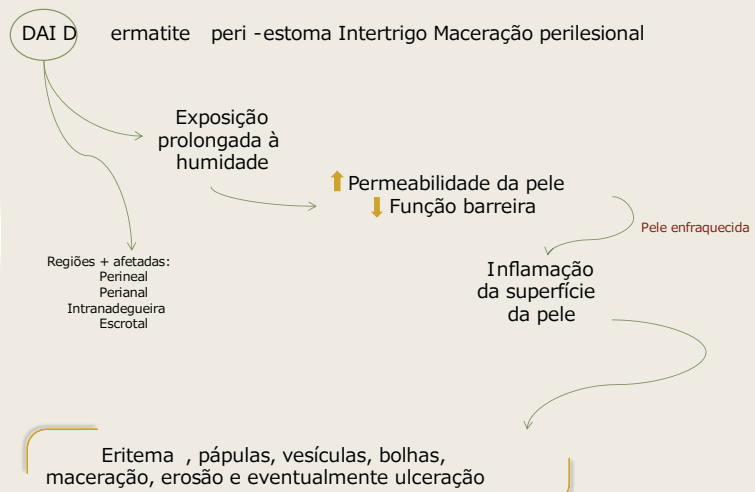 DAI D ermatite peri -estoma Intertrigo Maceração perilesional
Exposição
prolongada à
humidade
Permeabilidade da pele
Função barreira
Pele enfraquecida
Regiões + afetadas:
Perineal
Perianal
Intranadegueira
Escrotal
Inflamação
da superfície
da pele
Eritema , pápulas, vesículas, bolhas,
maceração, erosão e eventualmente ulceração